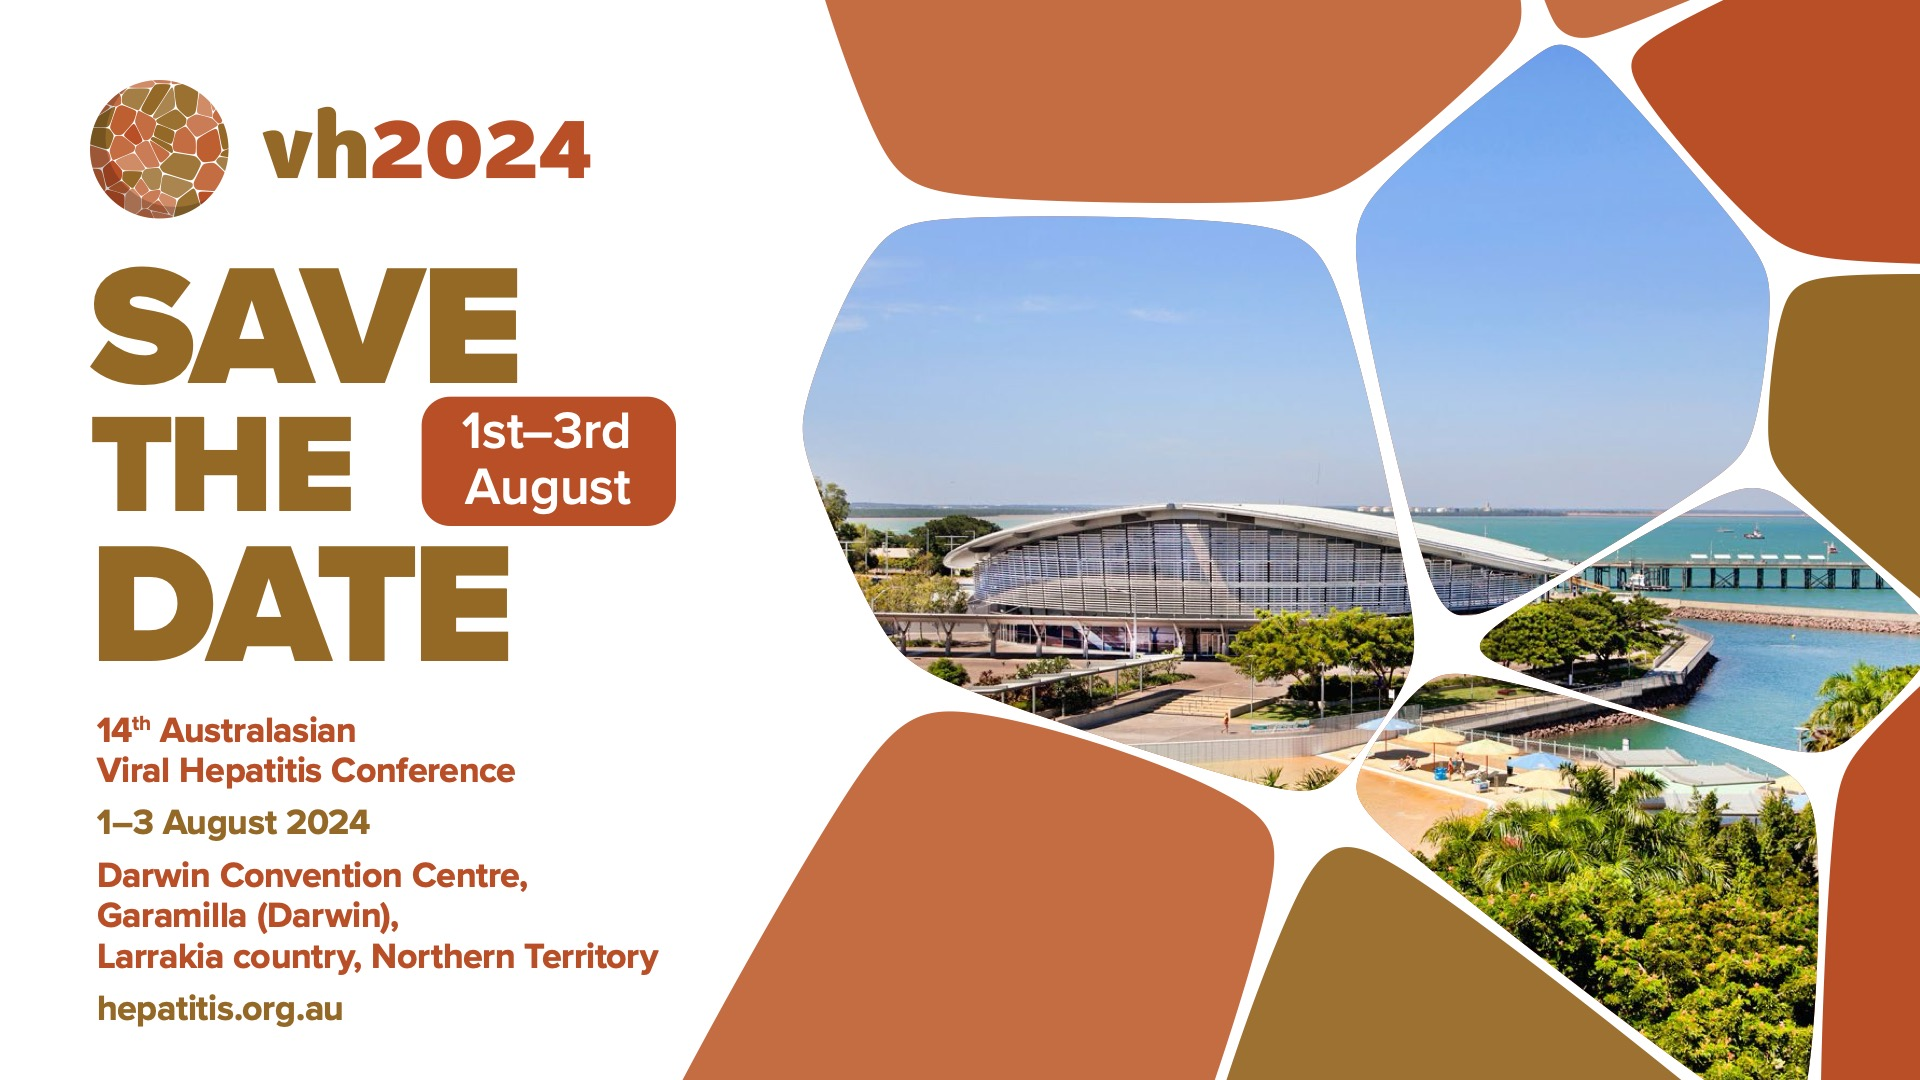 vh2024
SAVE
THE
DATE
1st–3rd
August
14th Australasian
Viral Hepatitis Conference
1–3 August 2024
Darwin Convention Centre,
Garamilla (Darwin),
Larrakia country, Northern Territory
hepatitis.org.au